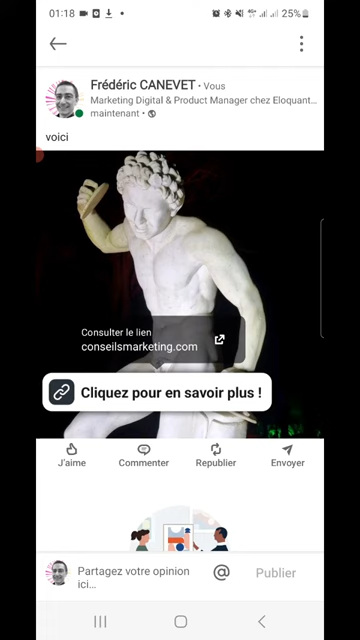 01:18
25%
Frédéric CANEVET • Vous
Marketing Digital & Product Manager chez Eloquant...
maintenant •
voici
Consulter le lien
conseilsmarketing.com
Cliquez pour en savoir plus !
J'aime Commenter Republier Envoyer
Partagez votre opinion ici...
@ Publier